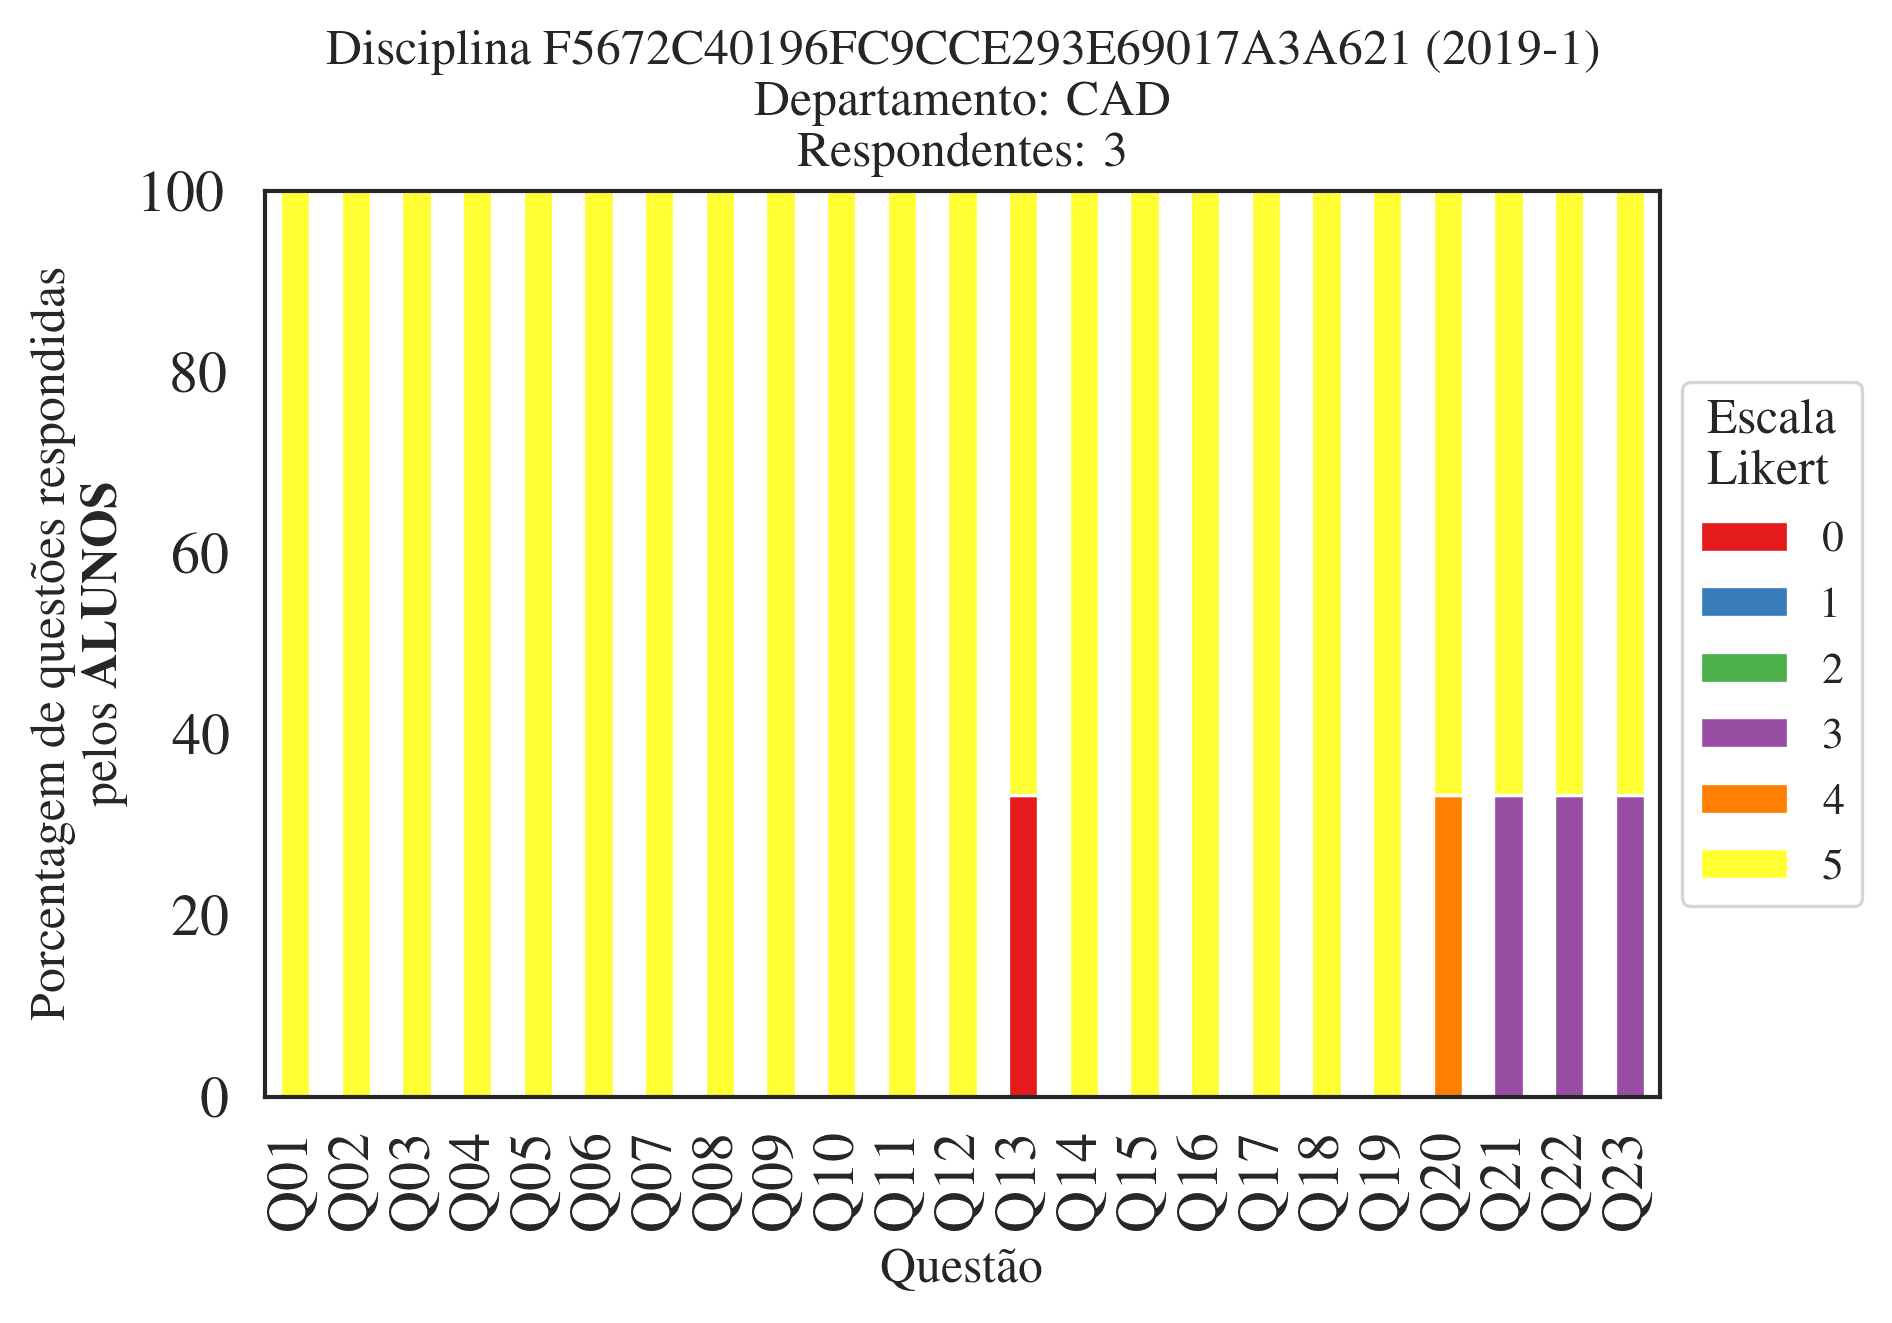 Disciplina F5672C40196FC9CCE293E69017A3A621 (2019-1)
Departamento: CAD
Respondentes: 3
Porcentagem de questões respondidas
pelos ALUNOS
100
80
60
40
20
0
Q01
Q02
Q03
Q04
Q05
Q06
Q07
Q08
Q09
Q10
Q11
Q12
Q13
Q14
Q15
Q16
Q17
Q18
Q19
Q20
Q21
Q22
Q23
Questão
Escala
Likert
0
1
2
3
4
5